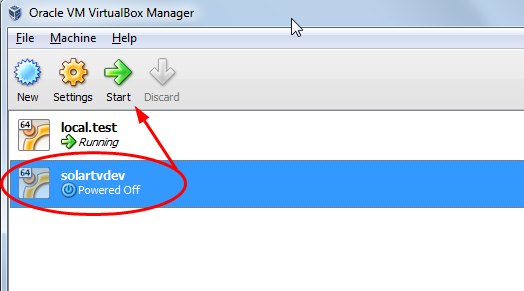 Oracle VM VirtualBox Manager
File Machine Help
New Settings Start Discard
64 local.test
Running
64 solartvdev
Powered Off